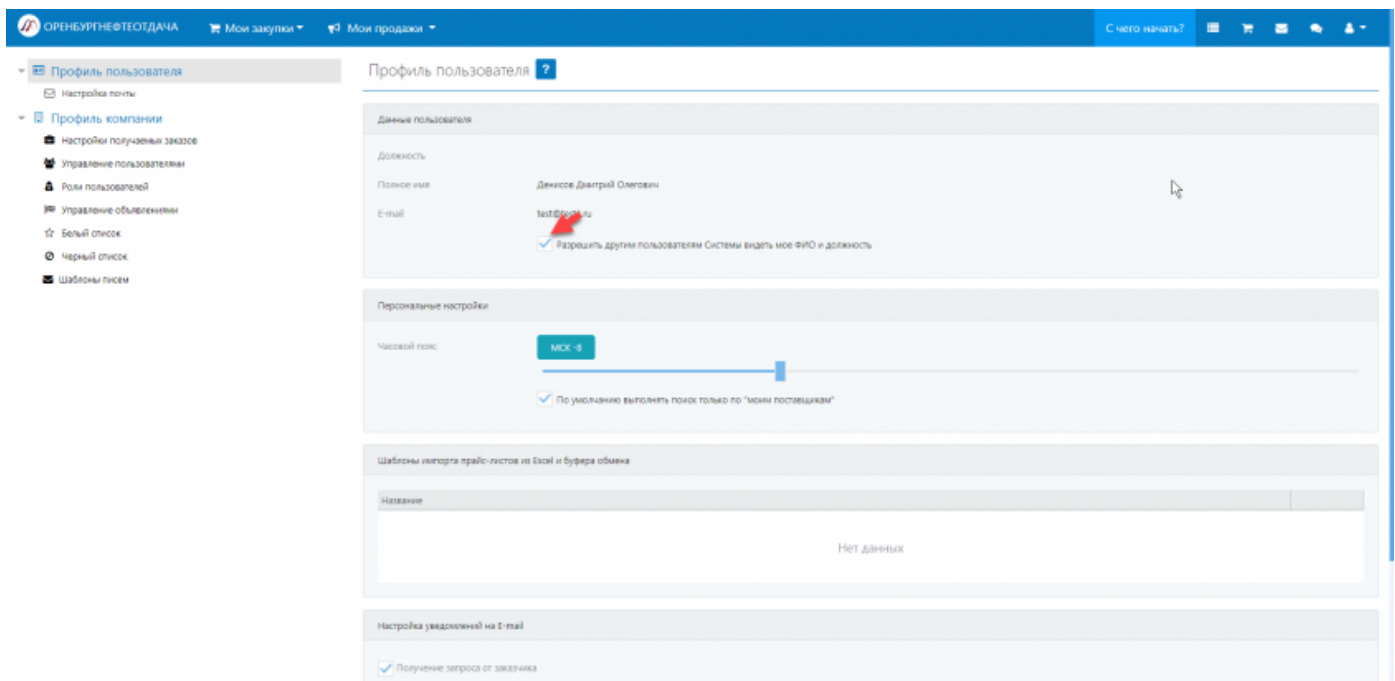 ОРЕНБУРГНЕФТЕОТДАЧА Мои закупки Мои продажи С чего начать?
Профиль пользователя
Настройка почты
Профиль компании
Настройки получаемых заказов
Управление пользователями
Роли пользователей
Управление объявлениями
Белый список
Черный список
Шаблоны писем
Профиль пользователя ?
Данные пользователя
Должность
Полное имя Денисов Дмитрий Олегович
E-mail
Разрешить другим пользователям Системы видеть мое ФИО и должность
Персональные настройки
Часовой пояс МСК -8
По умолчанию выполнять поиск только по "моим поставщикам"
Шаблоны импорта прайс-листов из Excel и буфера обмена
Название
Нет данных
Настройка уведомлений на E-mail
Получение запроса от заказчика